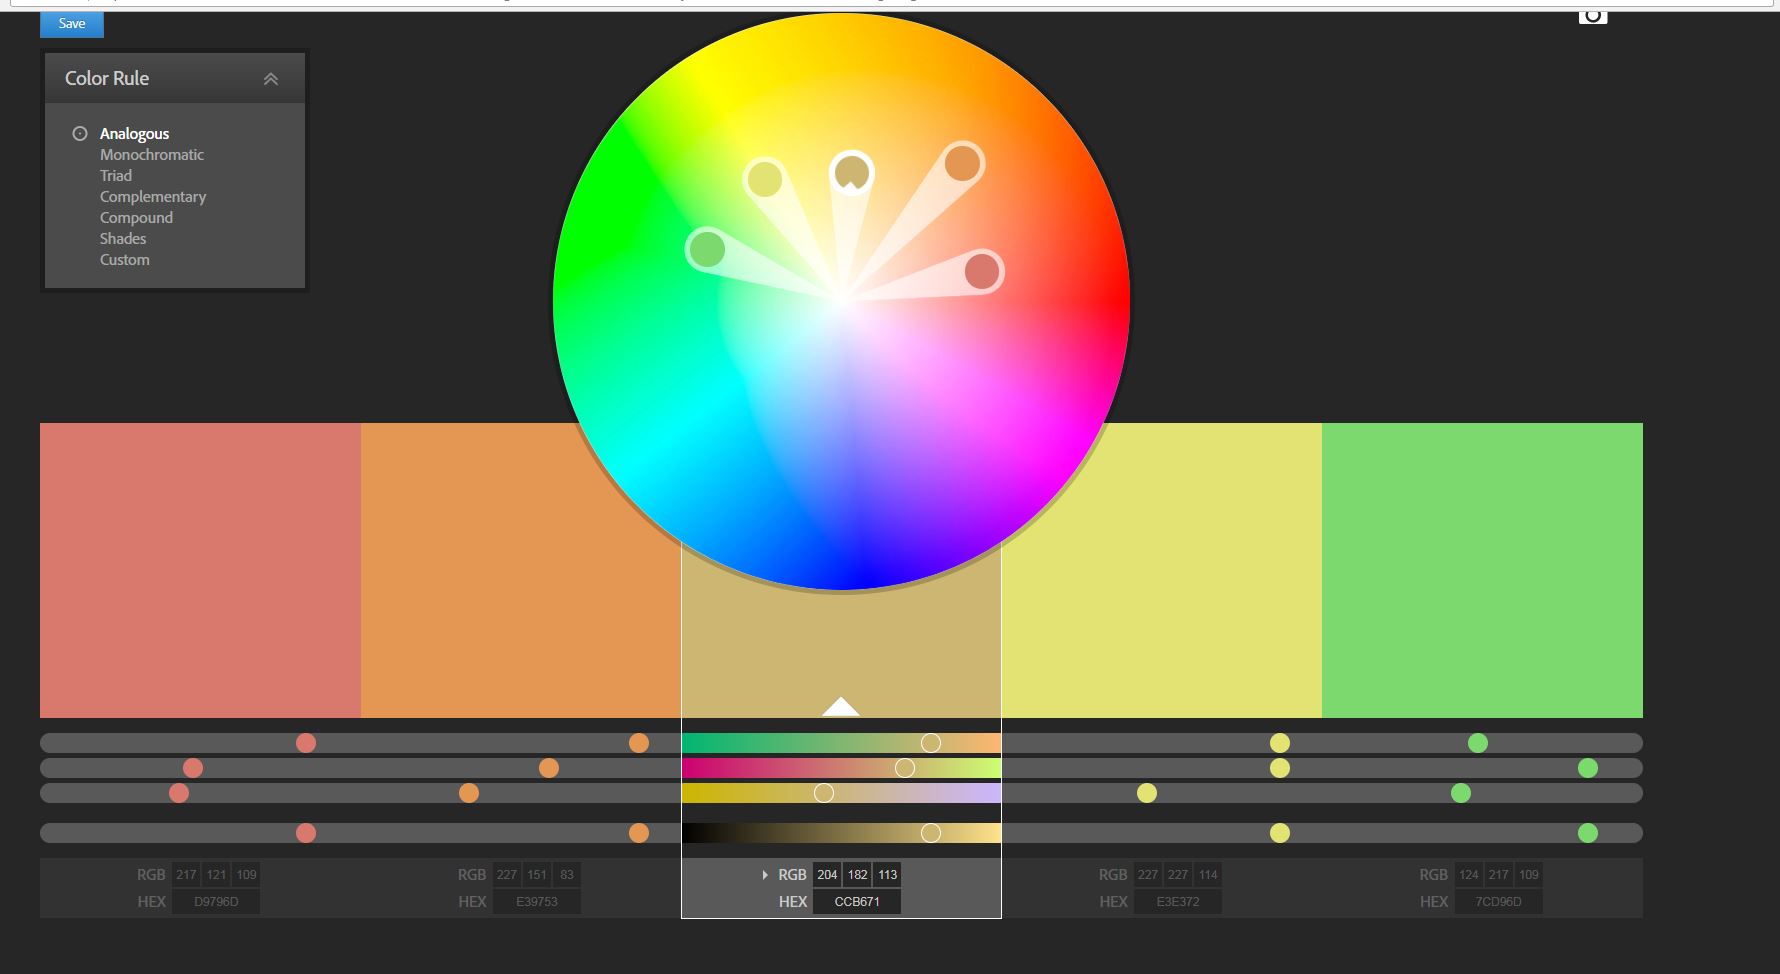 Save
Color Rule
Analogous
Monochromatic
Triad
Complementary
Compound
Shades
Custom
RGB 217 121 109
HEX D9796D
RGB 227 151 83
HEX E39753
RGB 204 182 113
HEX CCB671
RGB 227 227 114
HEX E3E372
RGB 124 217 109
HEX 7CD96D